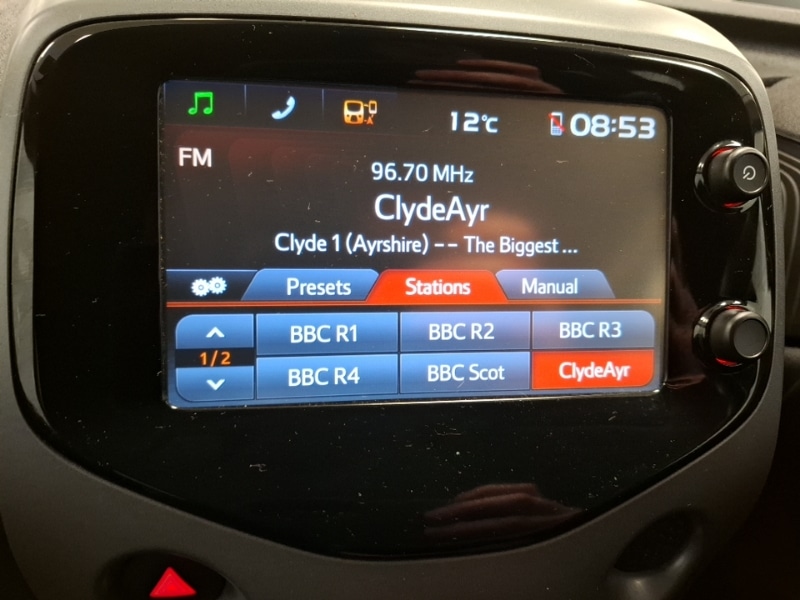 12°C 08:53
FM
96.70 MHz
ClydeAyr
Clyde 1 (Ayrshire) -- The Biggest ...
Presets Stations Manual
BBC R1 BBC R2 BBC R3
1/2
BBC R4 BBC Scot ClydeAyr